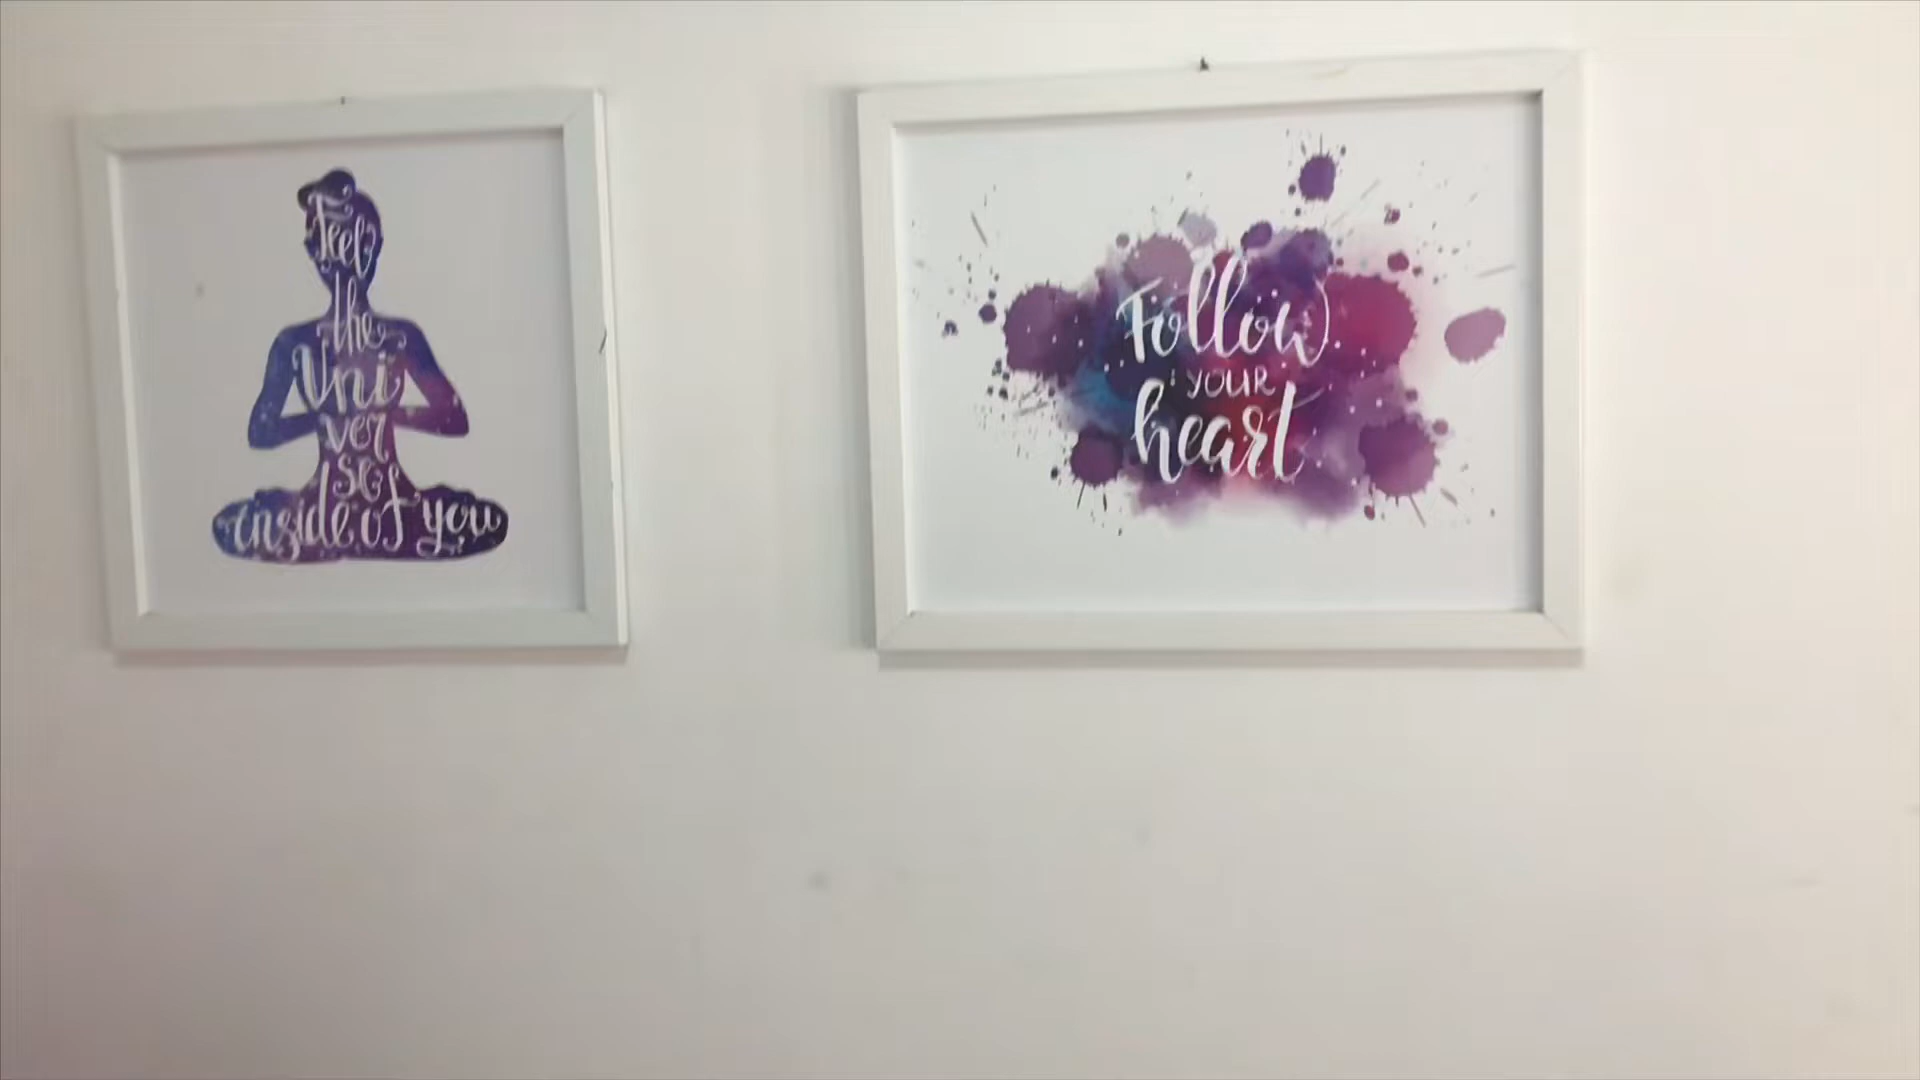 Feel
the
Uni
ver
se
inside of you
Follow
YOUR
heart